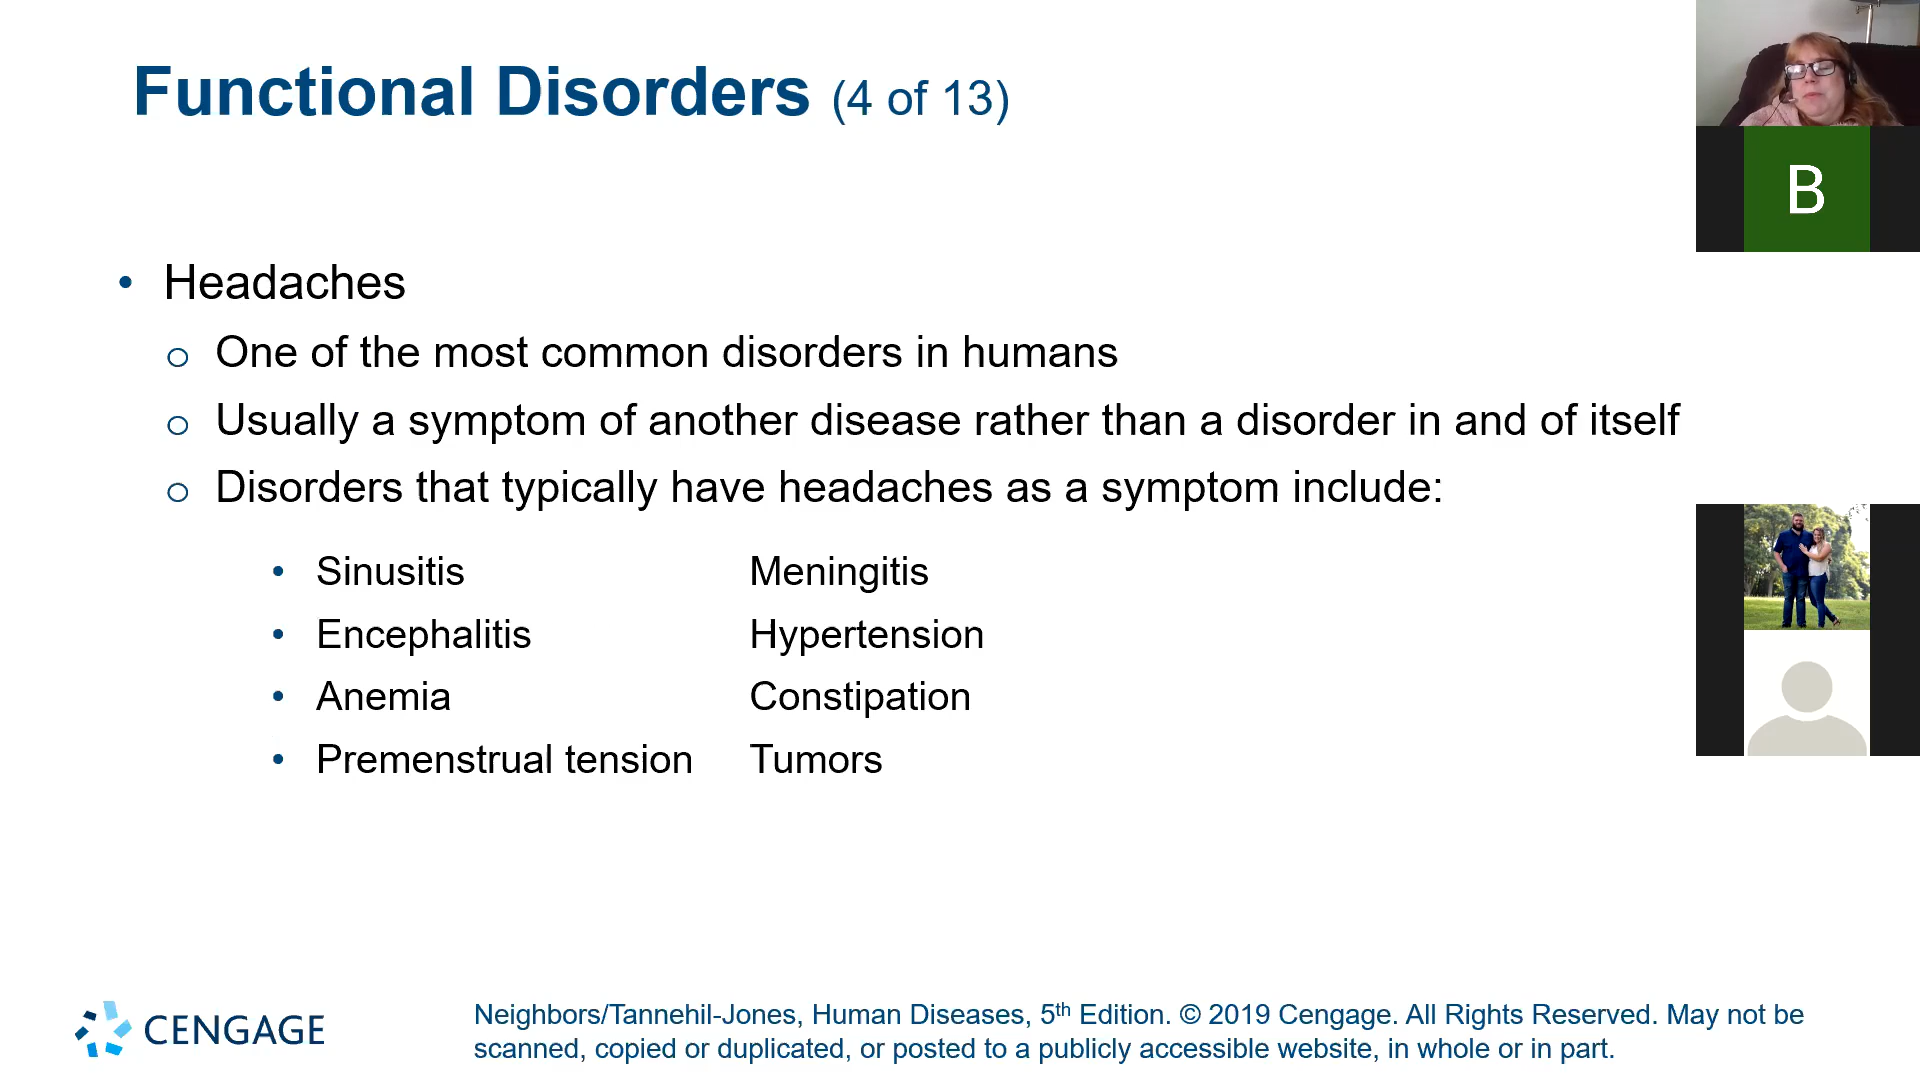 Functional Disorders (4 of 13)
B
• Headaches
o One of the most common disorders in humans
o Usually a symptom of another disease rather than a disorder in and of itself
o Disorders that typically have headaches as a symptom include:
• Sinusitis Meningitis
• Encephalitis Hypertension
• Anemia Constipation
• Premenstrual tension Tumors
CENGAGE
Neighbors/Tannehil-Jones, Human Diseases, 5th Edition. © 2019 Cengage. All Rights Reserved. May not be
scanned, copied or duplicated, or posted to a publicly accessible website, in whole or in part.